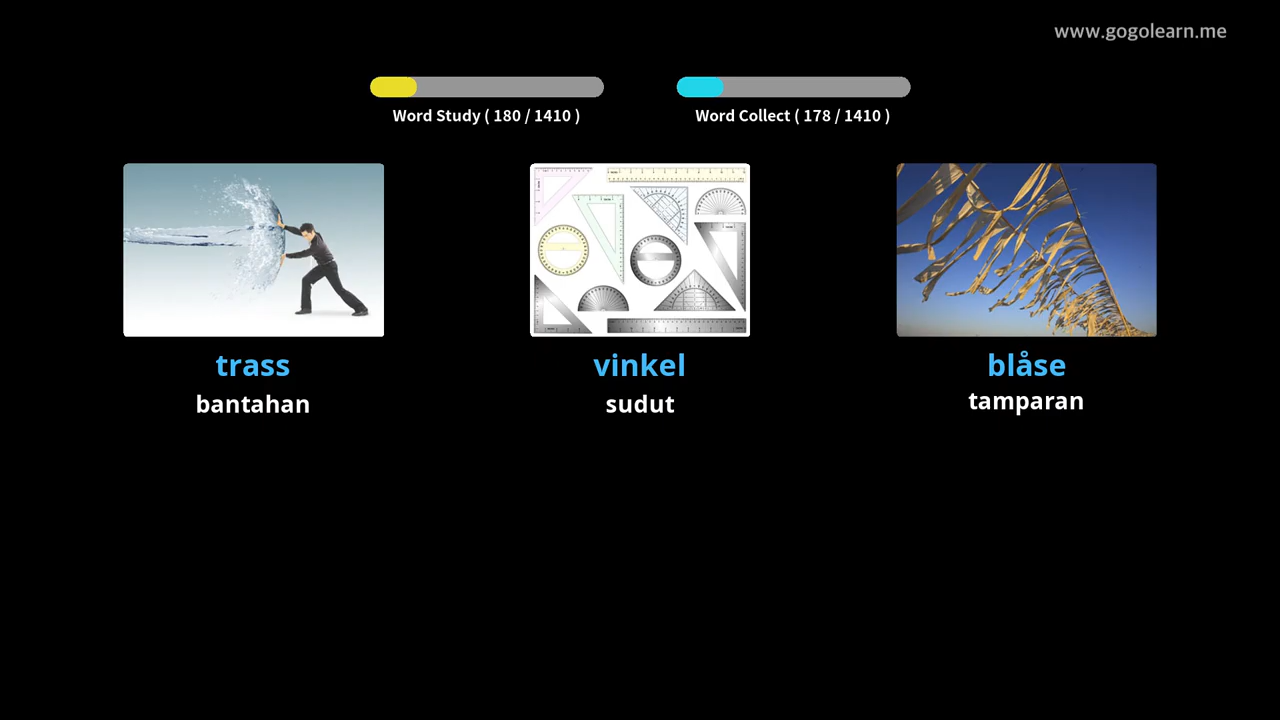 www.gogolearn.me
Word Study ( 180 / 1410 )
Word Collect ( 178 / 1410 )
trass
bantahan
vinkel
sudut
blåse
tamparan